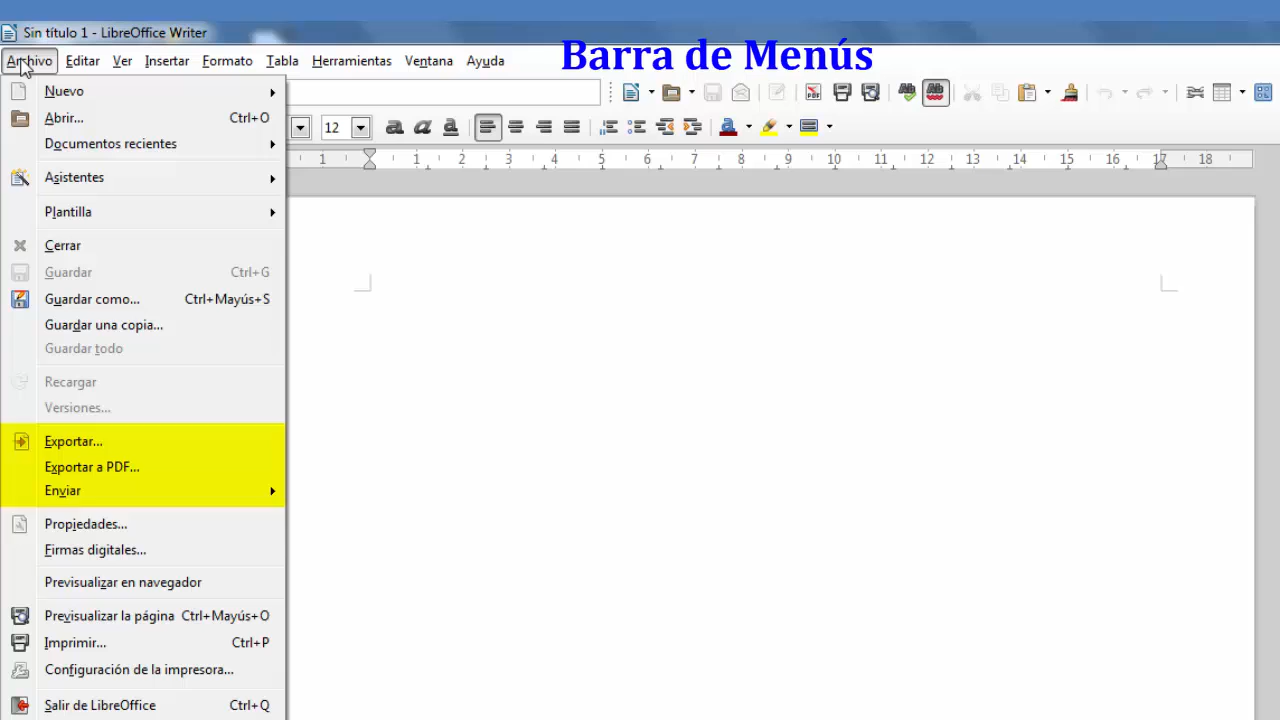 Sin título 1 - LibreOffice Writer
Barra de Menús
Archivo Editar Ver Insertar Formato Tabla Herramientas Ventana Ayuda
Nuevo
Abrir... Ctrl+O
Documentos recientes
Asistentes
Plantilla
Cerrar
Guardar Ctrl+G
Guardar como... Ctrl+Mayús+S
Guardar una copia...
Guardar todo
Recargar
Versiones...
Exportar...
Exportar a PDF...
Enviar
Propiedades...
Firmas digitales...
Previsualizar en navegador
Previsualizar la página Ctrl+Mayús+O
Imprimir... Ctrl+P
Configuración de la impresora...
Salir de LibreOffice Ctrl+Q
12
1 1 2 3 4 5 6 7 8 9 10 11 12 13 14 15 16 17 18